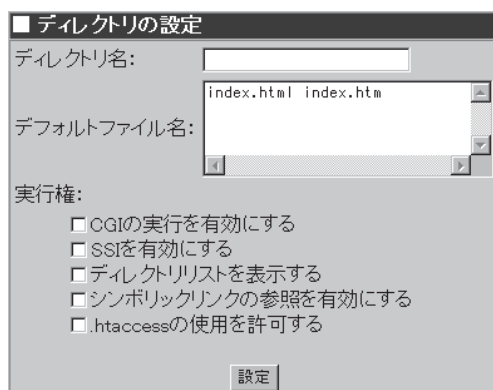 ■ ディレクトリの設定
ディレクトリ名:
デフォルトファイル名:
index.html index.htm
実行権:
CGIの実行を有効にする
SSIを有効にする
ディレクトリリストを表示する
シンボリックリンクの参照を有効にする
.htaccessの使用を許可する
設定